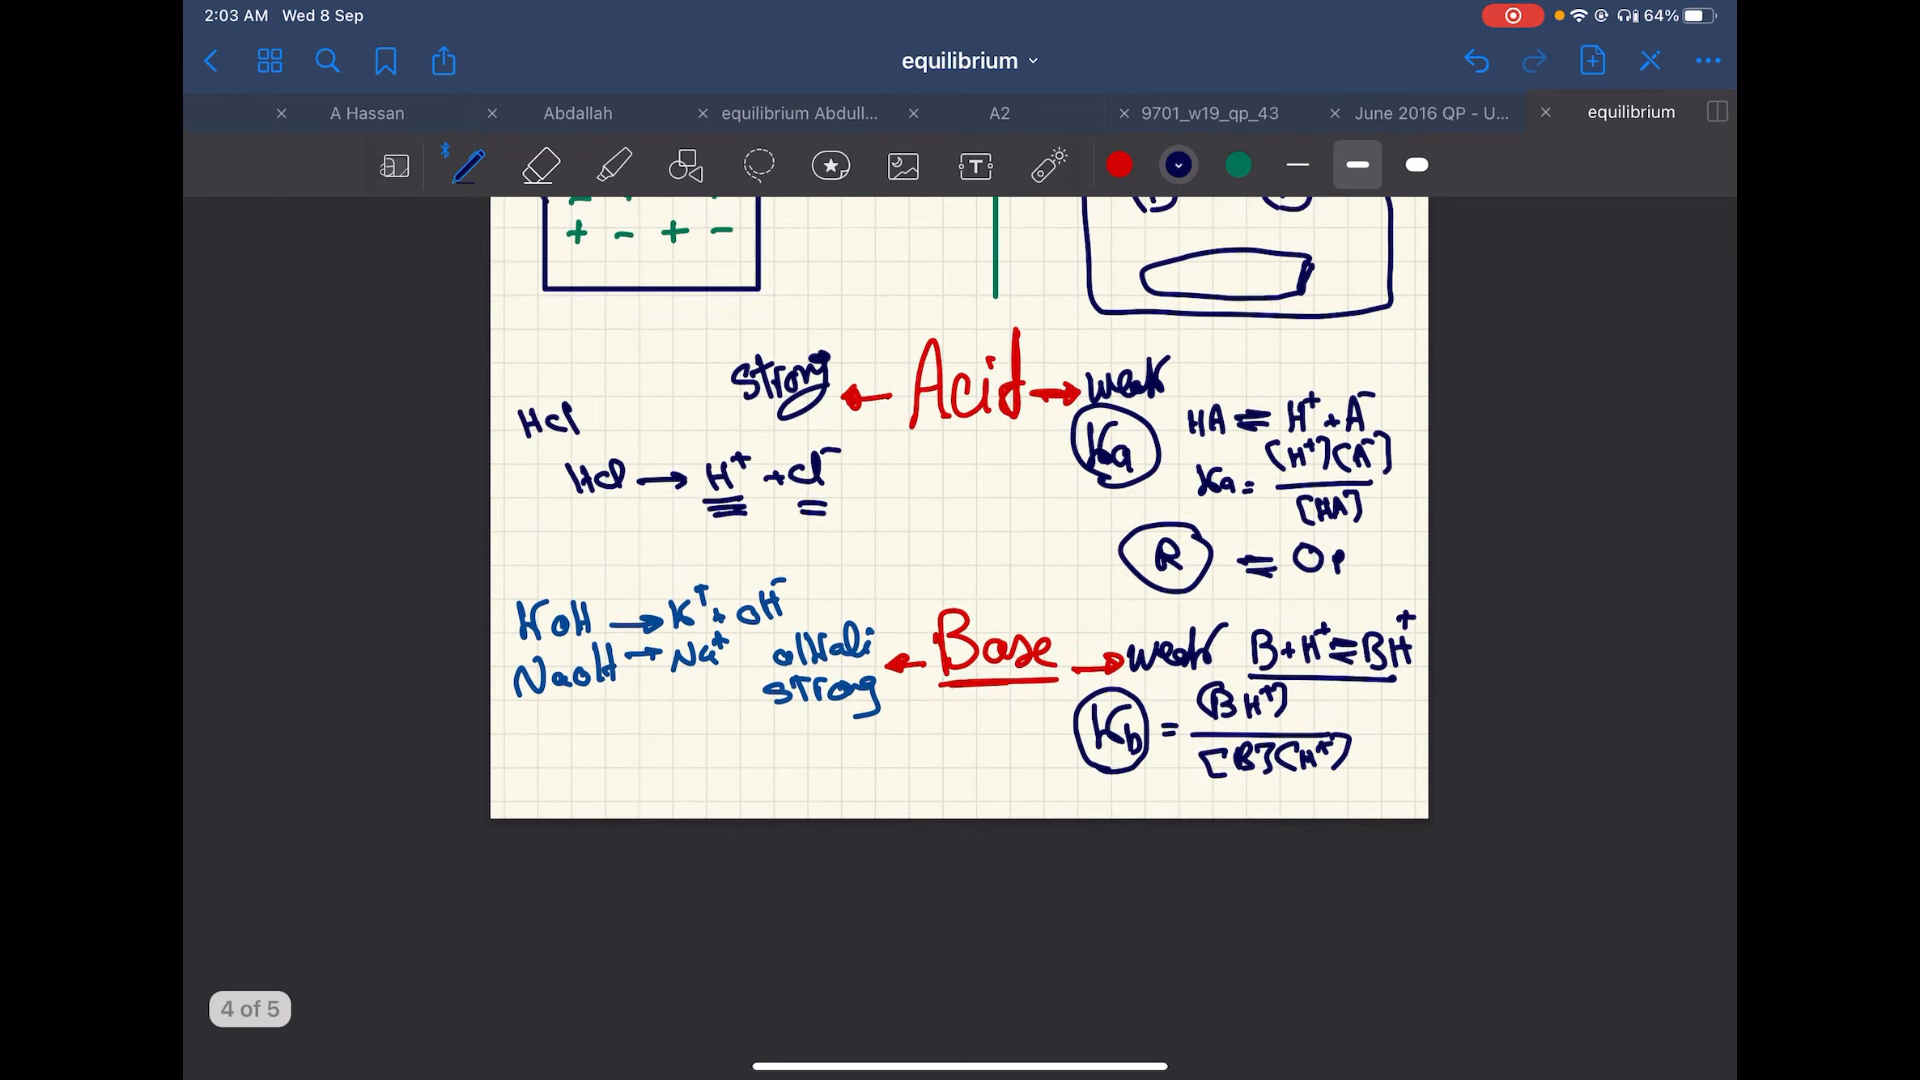 2:03 AM Wed 8 Sep 64%
equilibrium
A Hassan Abdallah equilibrium Abdull... A2 9701_w19_qp_43 June 2016 QP - U... equilibrium
+ - + -
strong ← Acid → weak
HCl
HCl → H⁺ + Cl⁻
Ka
HA ⇌ H⁺ + A⁻
Ka = [H⁺][A⁻] / [HA]
R ⇌ OP
KOH → K⁺ + OH⁻
NaOH → Na⁺
alkali
strong
← Base → weak
B + H⁺ ⇌ BH⁺
Kb = [BH⁺] / [B][H⁺]
4 of 5